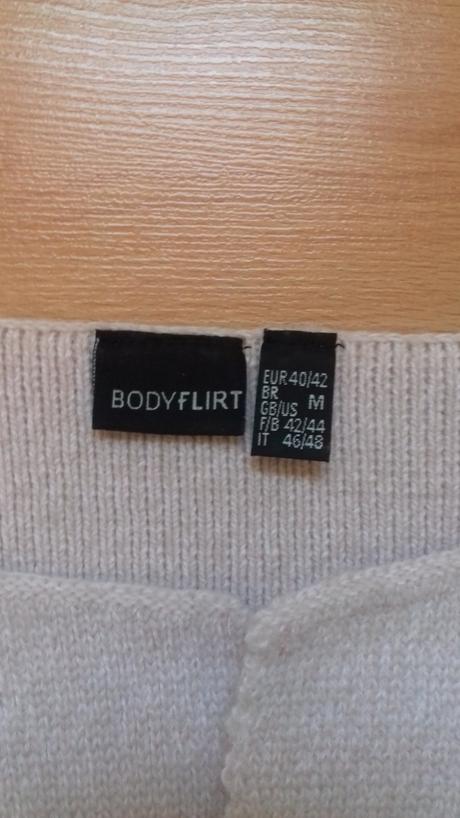 BODYFLIRT
EUR 40/42
BR
GB/US M
F/B 42/44
IT 46/48